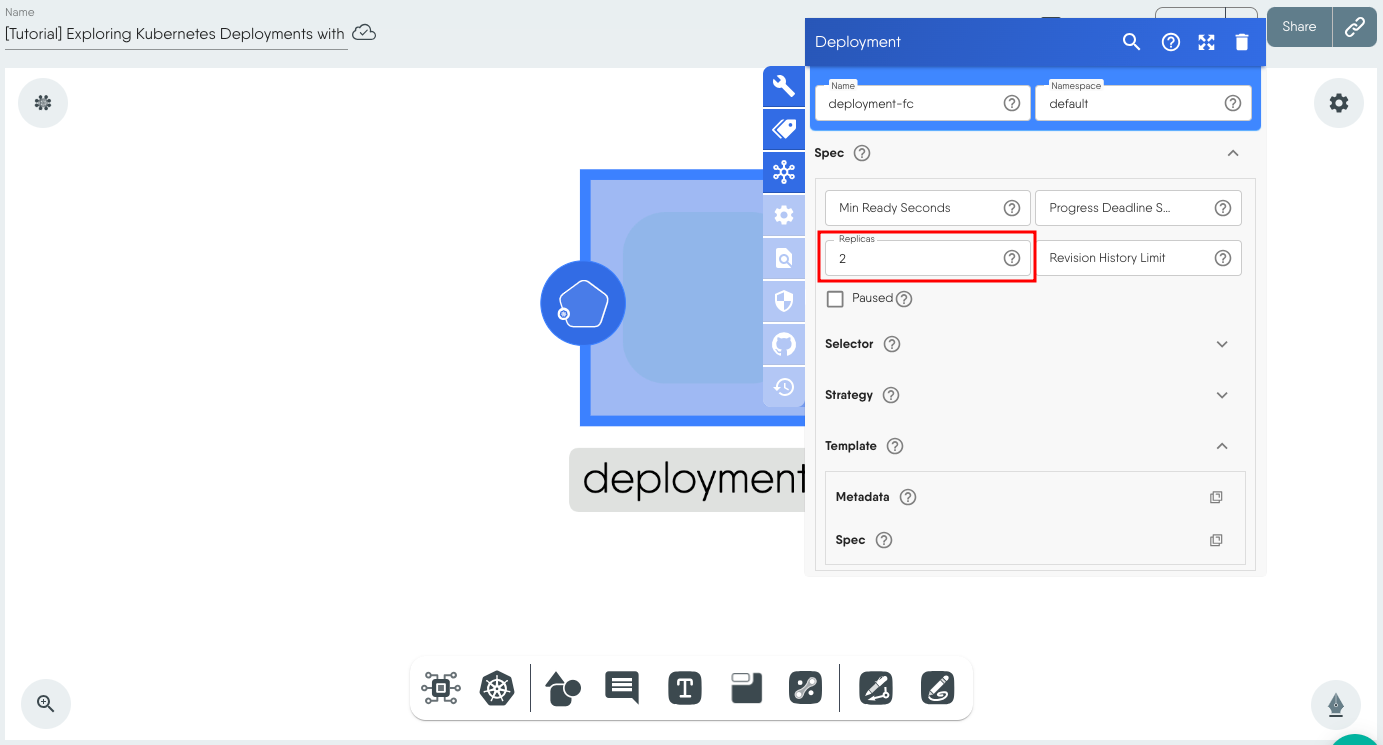 Name
[Tutorial] Exploring Kubernetes Deployments with
Share
Deployment
Name
deployment-fc
Namespace
default
Spec
Min Ready Seconds
Progress Deadline S...
Replicas
2
Revision History Limit
Paused
Selector
Strategy
Template
Metadata
Spec
deployment
T